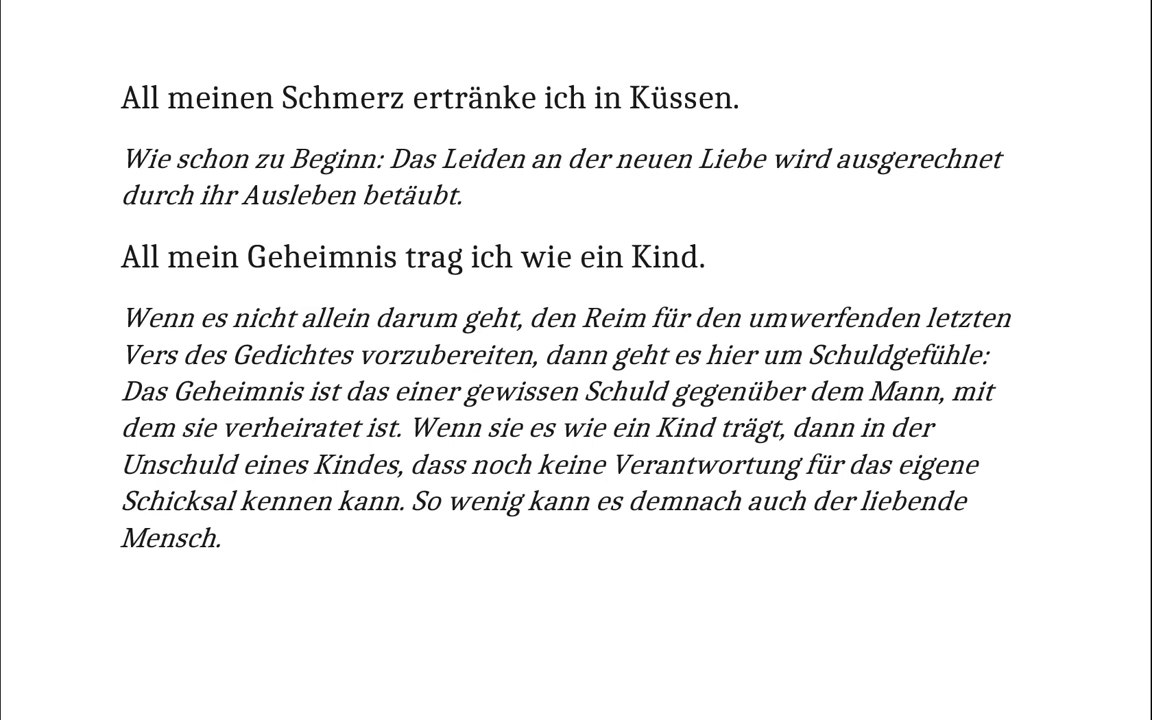 All meinen Schmerz ertränke ich in Küssen.
Wie schon zu Beginn: Das Leiden an der neuen Liebe wird ausgerechnet
durch ihr Ausleben betäubt.
All mein Geheimnis trag ich wie ein Kind.
Wenn es nicht allein darum geht, den Reim für den umwerfenden letzten
Vers des Gedichtes vorzubereiten, dann geht es hier um Schuldgefühle:
Das Geheimnis ist das einer gewissen Schuld gegenüber dem Mann, mit
dem sie verheiratet ist. Wenn sie es wie ein Kind trägt, dann in der
Unschuld eines Kindes, dass noch keine Verantwortung für das eigene
Schicksal kennen kann. So wenig kann es demnach auch der liebende
Mensch.